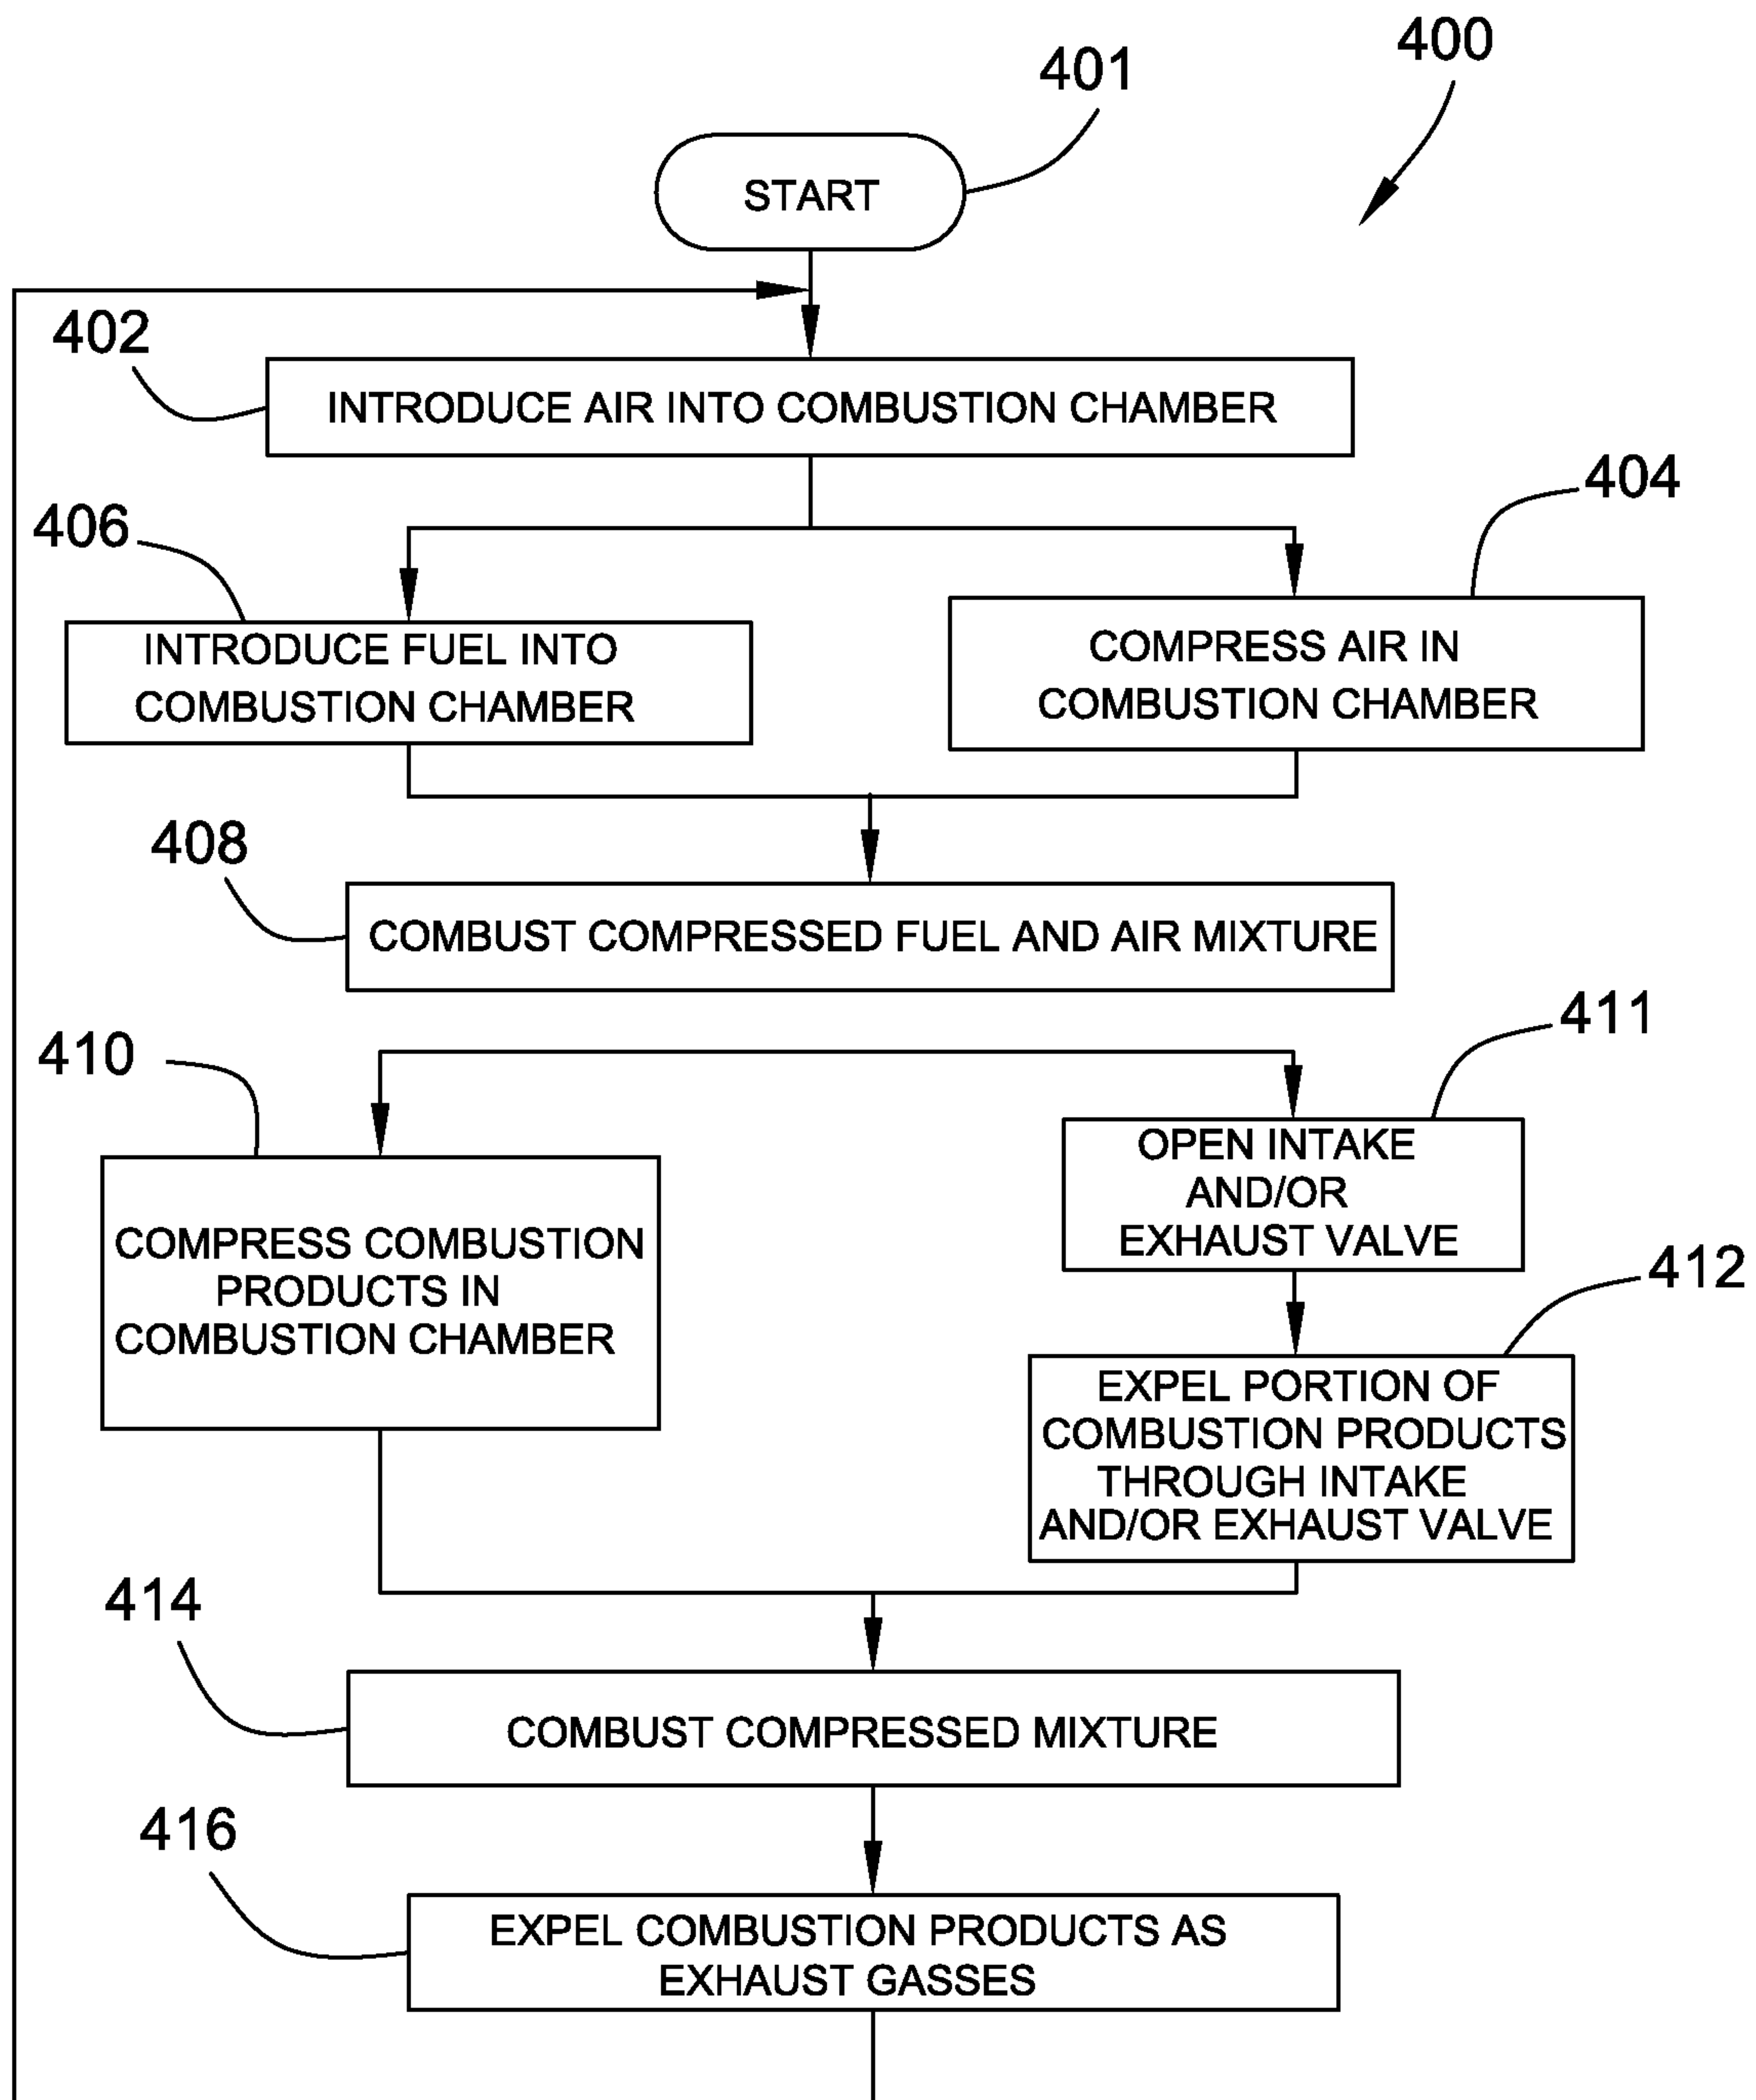 400
401
START
402
INTRODUCE AIR INTO COMBUSTION CHAMBER
404
406
INTRODUCE FUEL INTO
COMBUSTION CHAMBER
COMPRESS AIR IN
COMBUSTION CHAMBER
408
COMBUST COMPRESSED FUEL AND AIR MIXTURE
411
410
OPEN INTAKE
AND/OR
EXHAUST VALVE
COMPRESS COMBUSTION
PRODUCTS IN
COMBUSTION CHAMBER
412
EXPEL PORTION OF
COMBUSTION PRODUCTS
THROUGH INTAKE
AND/OR EXHAUST VALVE
414
COMBUST COMPRESSED MIXTURE
416
EXPEL COMBUSTION PRODUCTS AS
EXHAUST GASSES